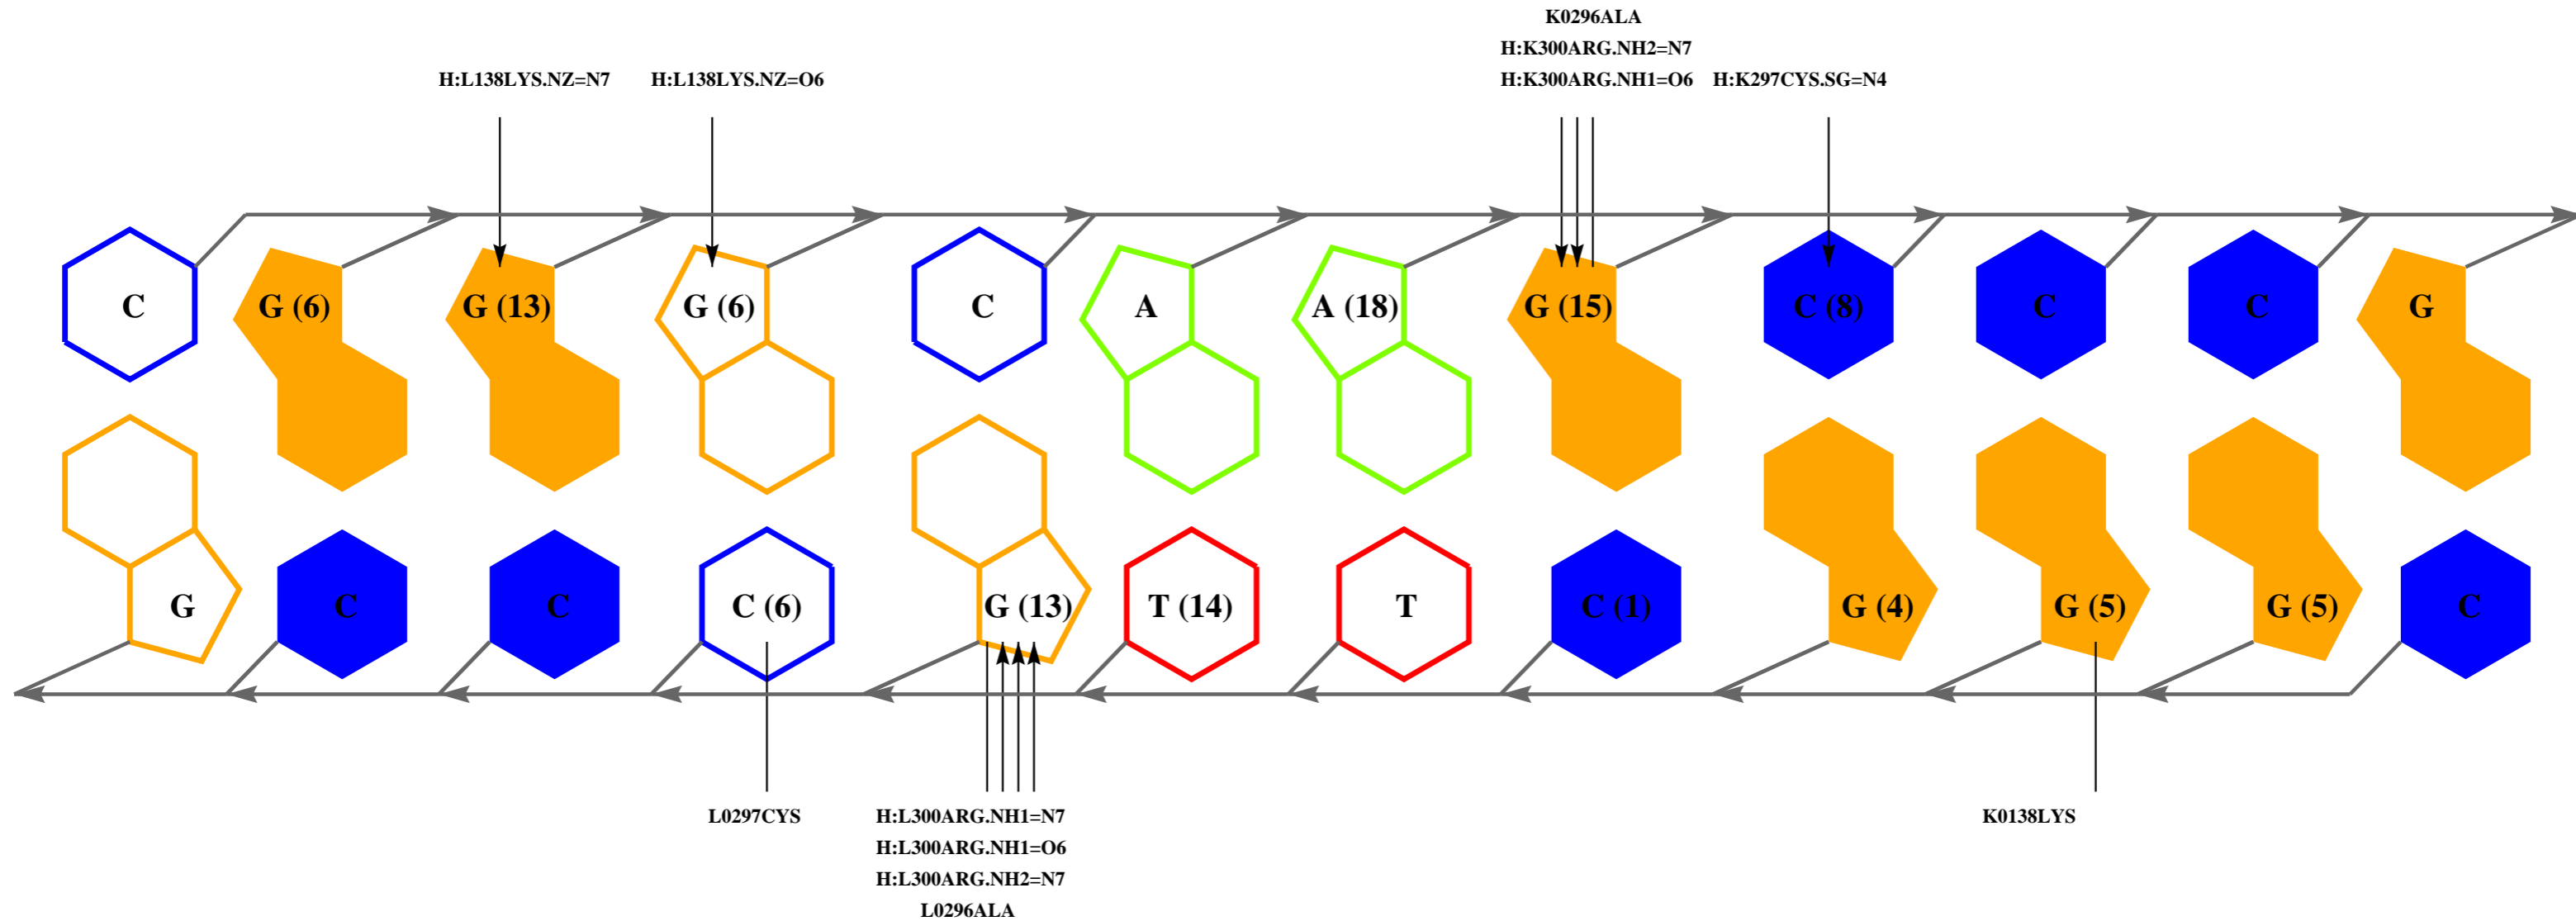 K0296ALA
H:K300ARG.NH2=N7
H:L138LYS.NZ=N7 H:L138LYS.NZ=O6 H:K300ARG.NH1=O6 H:K297CYS.SG=N4
C G (6) G (13) G (6) C A A (18) G (15) C (8) C C G
G C C C (6) G (13) T (14) T C (1) G (4) G (5) G (5) C
L0297CYS H:L300ARG.NH1=N7 K0138LYS
H:L300ARG.NH1=O6
H:L300ARG.NH2=N7
L0296ALA